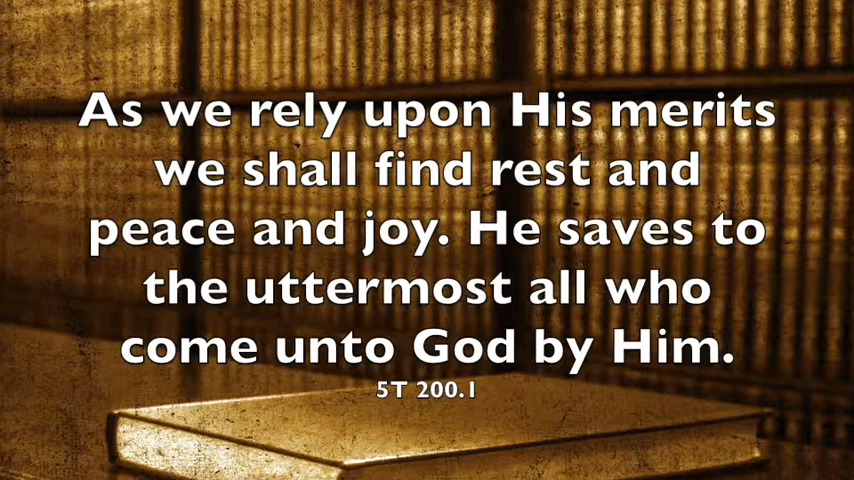 As we rely upon His merits
we shall find rest and
peace and joy. He saves to
the uttermost all who
come unto God by Him.
5T 200.1